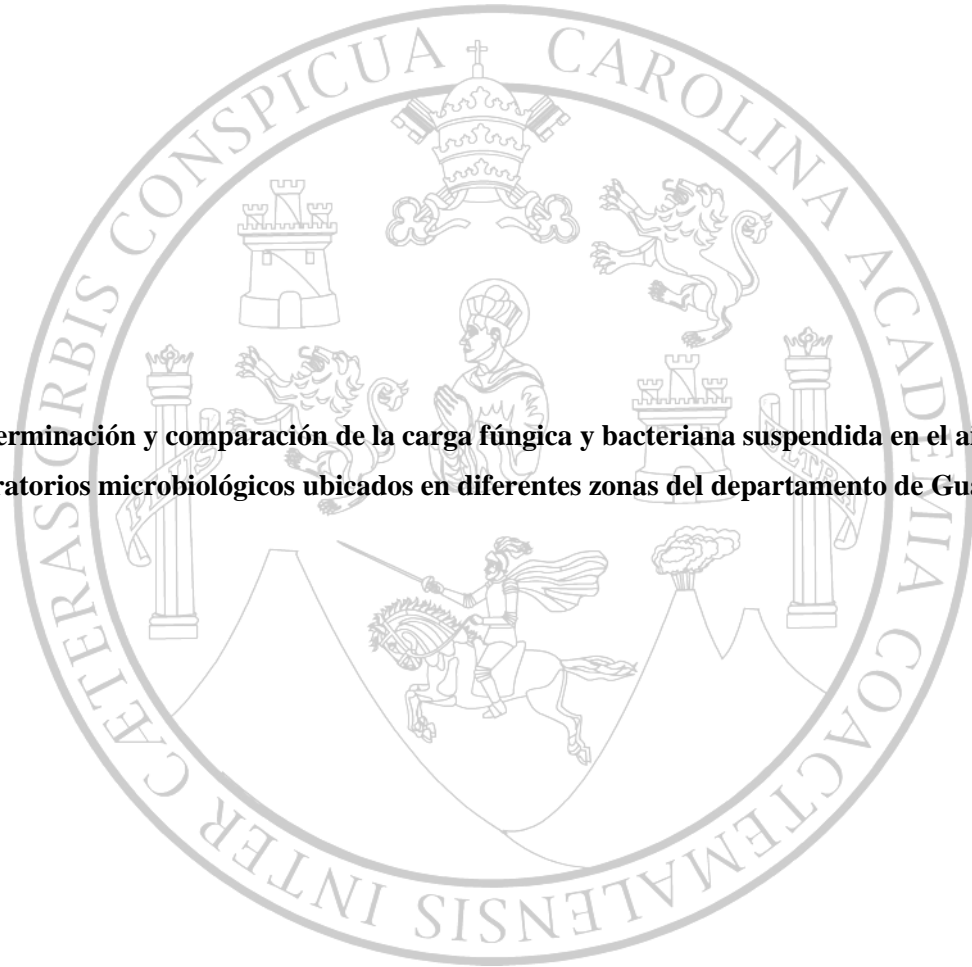 CAROLINA ACADEMIA COACTEMALENSIS INTER CÆTERAS ORBIS CONSPICUA
erminación y comparación de la carga fúngica y bacteriana suspendida en el ai
ratorios microbiológicos ubicados en diferentes zonas del departamento de Gua